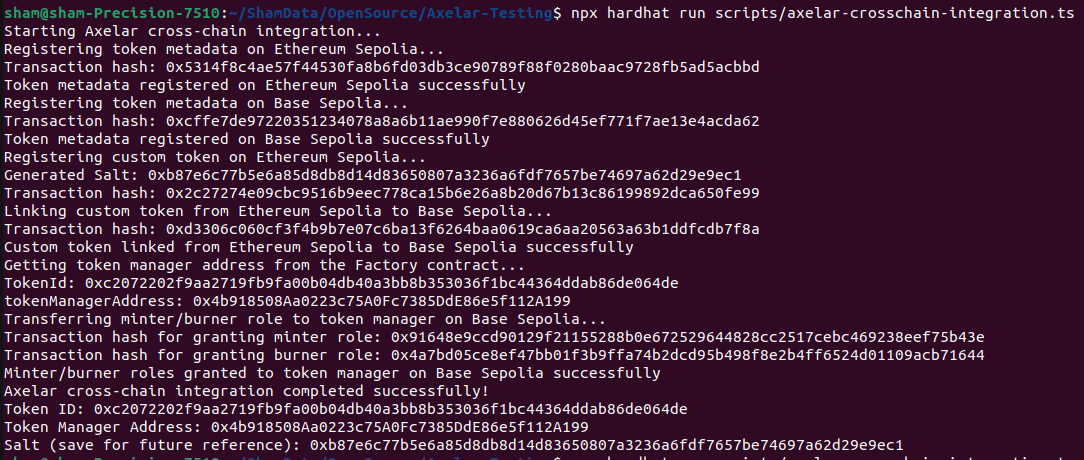 sham@sham-Precision-7510:~/ShamData/OpenSource/Axelar-Testing$ npx hardhat run scripts/axelar-crosschain-integration.ts
Starting Axelar cross-chain integration...
Registering token metadata on Ethereum Sepolia...
Transaction hash: 0x5314f8c4ae57f44530fa8b6fd03db3ce90789f88f0280baac9728fb5ad5acbbd
Token metadata registered on Ethereum Sepolia successfully
Registering token metadata on Base Sepolia...
Transaction hash: 0xcffe7de97220351234078a8a6b11ae990f7e880626d45ef771f7ae13e4acda62
Token metadata registered on Base Sepolia successfully
Registering custom token on Ethereum Sepolia...
Generated Salt: 0xb87e6c77b5e6a85d8db8d14d83650807a3236a6fdf7657be74697a62d29e9ec1
Transaction hash: 0x2c27274e09cbc9516b9eec778ca15b6e26a8b20d67b13c86199892dca650fe99
Linking custom token from Ethereum Sepolia to Base Sepolia...
Transaction hash: 0xd3306c060cf3f4b9b7e07c6ba13f6264baa0619ca6aa20563a63b1ddfcdb7f8a
Custom token linked from Ethereum Sepolia to Base Sepolia successfully
Getting token manager address from the Factory contract...
TokenId: 0xc2072202f9aa2719fb9fa00b04db40a3bb8b353036f1bc44364ddab86de064de
tokenManagerAddress: 0x4b918508Aa0223c75A0Fc7385DdE86e5f112A199
Transferring minter/burner role to token manager on Base Sepolia...
Transaction hash for granting minter role: 0x91648e9ccd90129f21155288b0e672529644828cc2517cebc469238eef75b43e
Transaction hash for granting burner role: 0x4a7bd05ce8ef47bb01f3b9ffa74b2dcd95b498f8e2b4ff6524d01109acb71644
Minter/burner roles granted to token manager on Base Sepolia successfully
Axelar cross-chain integration completed successfully!
Token ID: 0xc2072202f9aa2719fb9fa00b04db40a3bb8b353036f1bc44364ddab86de064de
Token Manager Address: 0x4b918508Aa0223c75A0Fc7385DdE86e5f112A199
Salt (save for future reference): 0xb87e6c77b5e6a85d8db8d14d83650807a3236a6fdf7657be74697a62d29e9ec1